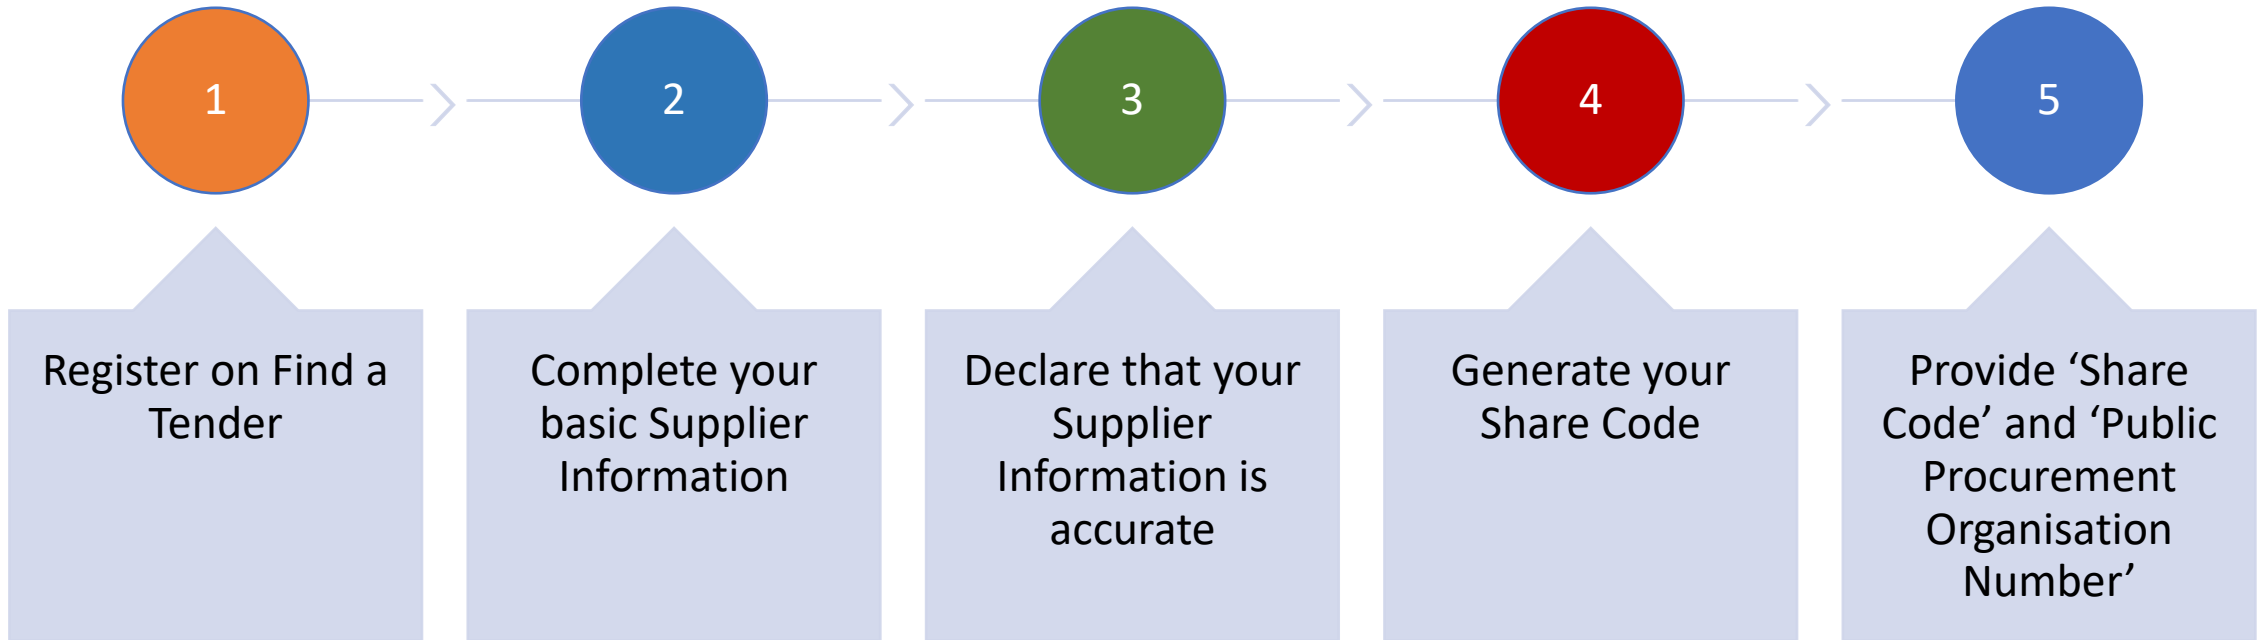 1
2
3
4
5
Register on Find a
Tender
Complete your
basic Supplier
Information
Declare that your
Supplier
Information is
accurate
Generate your
Share Code
Provide ‘Share
Code’ and ‘Public
Procurement
Organisation
Number’